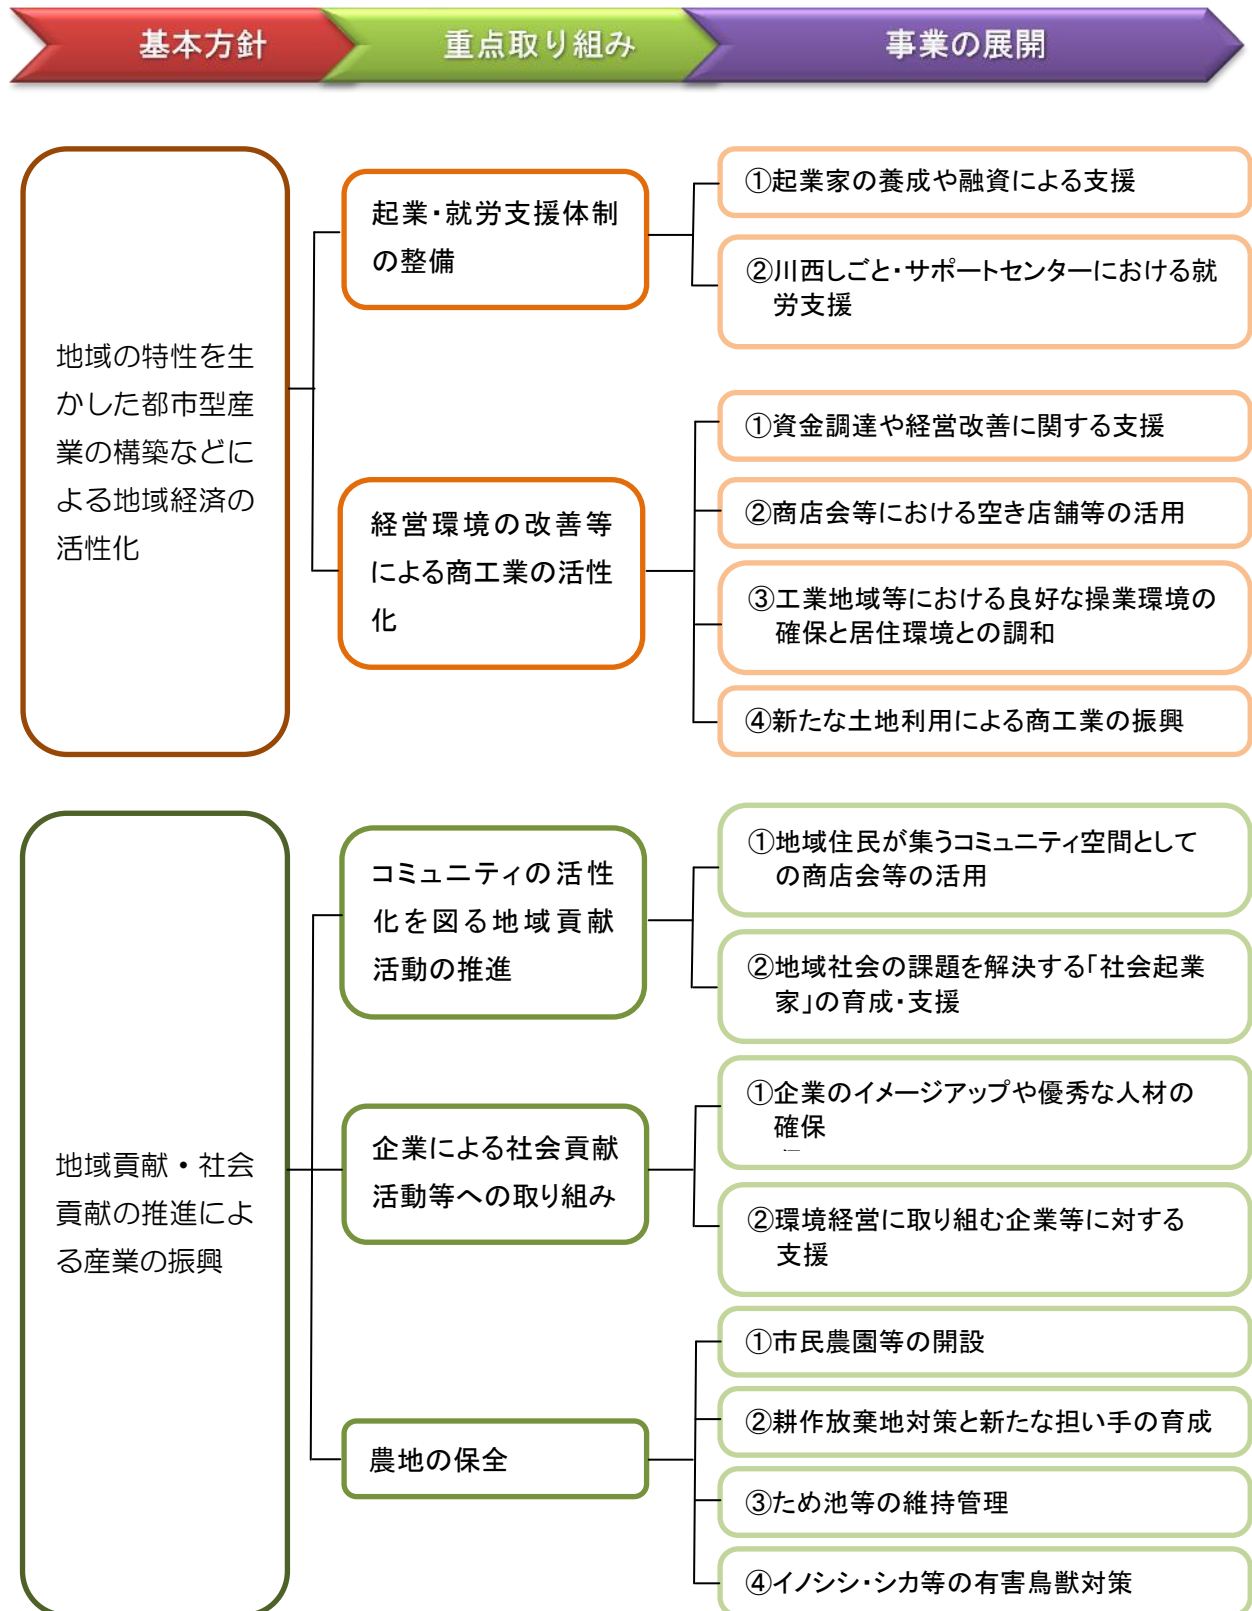 基本方針
重点取り組み
事業の展開
地域の特性を生
かした都市型産
業の構築などに
よる地域経済の
活性化
起業・就労支援体制
の整備
①起業家の養成や融資による支援
②川西しごと・サポートセンターにおける就
労支援
経営環境の改善等
による商工業の活性
化
①資金調達や経営改善に関する支援
②商店会等における空き店舗等の活用
③工業地域等における良好な操業環境の
確保と居住環境との調和
④新たな土地利用による商工業の振興
地域貢献・社会
貢献の推進によ
る産業の振興
コミュニティの活性
化を図る地域貢献
活動の推進
①地域住民が集うコミュニティ空間として
の商店会等の活用
②地域社会の課題を解決する「社会起業
家」の育成・支援
企業による社会貢献
活動等への取り組み
①企業のイメージアップや優秀な人材の
確保
②環境経営に取り組む企業等に対する
支援
農地の保全
①市民農園等の開設
②耕作放棄地対策と新たな担い手の育成
③ため池等の維持管理
④イノシシ・シカ等の有害鳥獣対策